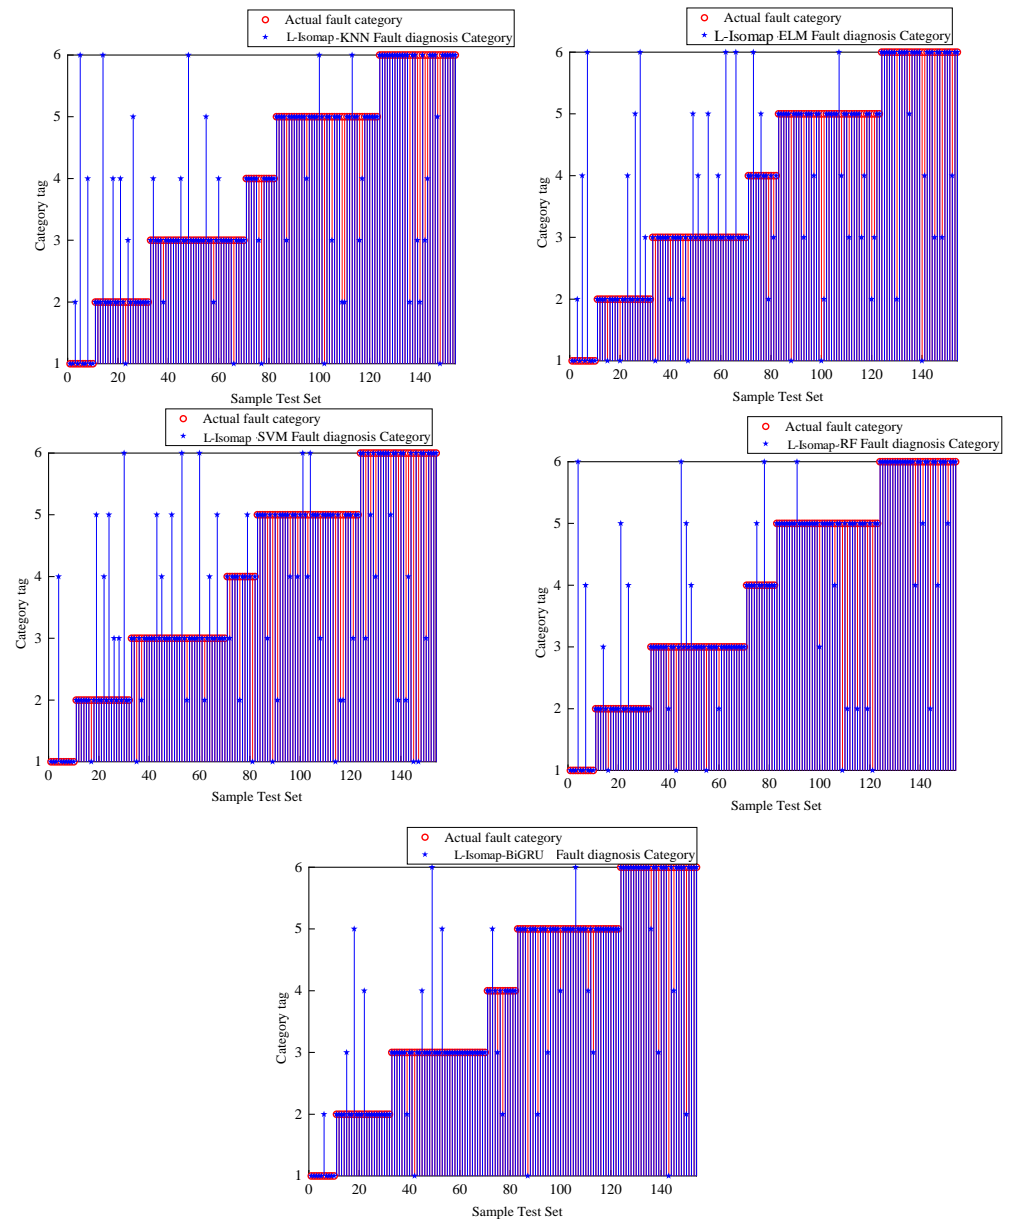 Actual fault category
L-Isomap-KNN Fault diagnosis Category
6
5
4
3
2
1
Category tag
0 20 40 60 80 100 120 140
Sample Test Set
Actual fault category
L-Isomap-ELM Fault diagnosis Category
6
5
4
3
2
1
Category tag
0 20 40 60 80 100 120 140
Sample Test Set
Actual fault category
L-Isomap-SVM Fault diagnosis Category
6
5
4
3
2
1
Category tag
0 20 40 60 80 100 120 140
Sample Test Set
Actual fault category
L-Isomap-RF Fault diagnosis Category
6
5
4
3
2
1
Category tag
0 20 40 60 80 100 120 140
Sample Test Set
Actual fault category
L-Isomap-BiGRU Fault diagnosis Category
6
5
4
3
2
1
Category tag
0 20 40 60 80 100 120 140
Sample Test Set